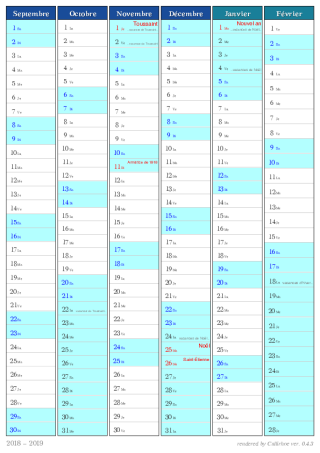 Septembre Octobre Novembre Décembre Janvier Février
1 Sa
2 Di
3 Lu
4 Ma
5 Me
6 Je
7 Ve
8 Sa
9 Di
10 Lu
11 Ma
12 Me
13 Je
14 Ve
15 Sa
16 Di
17 Lu
18 Ma
19 Me
20 Je
21 Ve
22 Sa
23 Di
24 Lu
25 Ma
26 Me
27 Je
28 Ve
29 Sa
30 Di
1 Lu
2 Ma
3 Me
4 Je
5 Ve
6 Sa
7 Di
8 Lu
9 Ma
10 Me
11 Je
12 Ve
13 Sa
14 Di
15 Lu
16 Ma
17 Me
18 Je
19 Ve
20 Sa
21 Di
22 Lu
23 Ma
24 Me
25 Je
26 Ve
27 Sa
28 Di
29 Lu
30 Ma
31 Me
Toussaint
1 Je
2 Ve
3 Sa
4 Di
5 Lu
6 Ma
7 Me
8 Je
9 Ve
10 Sa
11 Di Armistice de 1918
12 Lu
13 Ma
14 Me
15 Je
16 Ve
17 Sa
18 Di
19 Lu
20 Ma
21 Me
22 Je
23 Ve
24 Sa
25 Di
26 Lu
27 Ma
28 Me
29 Je
30 Ve
1 Sa
2 Di
3 Lu
4 Ma
5 Me
6 Je
7 Ve
8 Sa
9 Di
10 Lu
11 Ma
12 Me
13 Je
14 Ve
15 Sa
16 Di
17 Lu
18 Ma
19 Me
20 Je
21 Ve
22 Sa
23 Di
24 Lu
25 Ma Noël
26 Me Saint-Étienne
27 Je
28 Ve
29 Sa
30 Di
31 Lu
Nouvel an
1 Ma
2 Me
3 Je
4 Ve
5 Sa
6 Di
7 Lu
8 Ma
9 Me
10 Je
11 Ve
12 Sa
13 Di
14 Lu
15 Ma
16 Me
17 Je
18 Ve
19 Sa
20 Di
21 Lu
22 Ma
23 Me
24 Je
25 Ve
26 Sa
27 Di
28 Lu
29 Ma
30 Me
31 Je
1 Ve
2 Sa
3 Di
4 Lu
5 Ma
6 Me
7 Je
8 Ve
9 Sa
10 Di
11 Lu
12 Ma
13 Me
14 Je
15 Ve
16 Sa
17 Di
18 Lu
19 Ma
20 Me
21 Je
22 Ve
23 Sa
24 Di
25 Lu
26 Ma
27 Me
28 Je
2018 – 2019 rendered by Calirhoe ver. 0.4.3